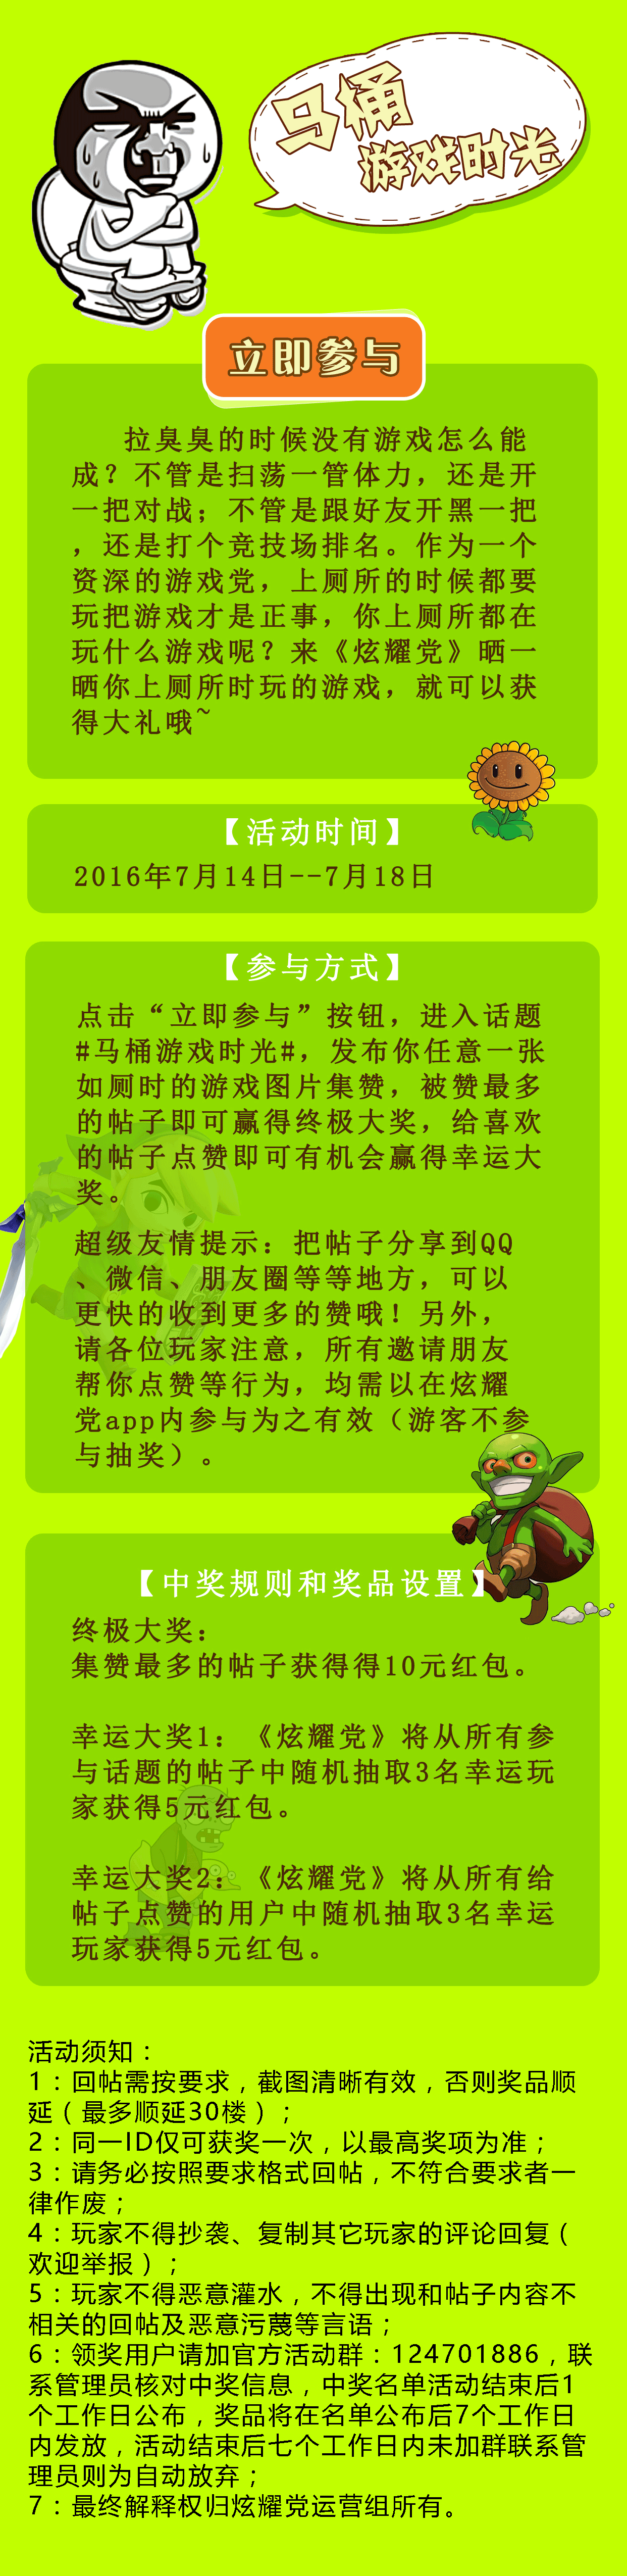 马桶
游戏时光
立即参与
拉臭臭的时候没有游戏怎么能
成？不管是扫荡一管体力，还是开
一把对战；不管是跟好友开黑一把
，还是打个竞技场排名。作为一个
资深的游戏党，上厕所的时候都要
玩把游戏才是正事，你上厕所都在
玩什么游戏呢？来《炫耀党》晒一
晒你上厕所时玩的游戏，就可以获
得大礼哦~
【活动时间】
2016年7月14日--7月18日
【参与方式】
点击“立即参与”按钮，进入话题
#马桶游戏时光#，发布你任意一张
如厕时的游戏图片集赞，被赞最多
的帖子即可赢得终极大奖，给喜欢
的帖子点赞即可有机会赢得幸运大
奖。
超级友情提示：把帖子分享到QQ
、微信、朋友圈等等地方，可以
更快的收到更多的赞哦！另外，
请各位玩家注意，所有邀请朋友
帮你点赞等行为，均需以在炫耀
党app内参与为之有效（游客不参
与抽奖）。
【中奖规则和奖品设置】
终极大奖：
集赞最多的帖子获得得10元红包。
幸运大奖1：《炫耀党》将从所有参
与话题的帖子中随机抽取3名幸运玩
家获得5元红包。
幸运大奖2：《炫耀党》将从所有给
帖子点赞的用户中随机抽取3名幸运
玩家获得5元红包。
活动须知：
1：回帖需按要求，截图清晰有效，否则奖品顺
延（最多顺延30楼）；
2：同一ID仅可获奖一次，以最高奖项为准；
3：请务必按照要求格式回帖，不符合要求者一
律作废；
4：玩家不得抄袭、复制其它玩家的评论回复（
欢迎举报）；
5：玩家不得恶意灌水，不得出现和帖子内容不
相关的回帖及恶意污蔑等言语；
6：领奖用户请加官方活动群：124701886，联
系管理员核对中奖信息，中奖名单活动结束后1
个工作日公布，奖品将在名单公布后7个工作日
内发放，活动结束后七个工作日内未加群联系管
理员则为自动放弃；
7：最终解释权归炫耀党运营组所有。